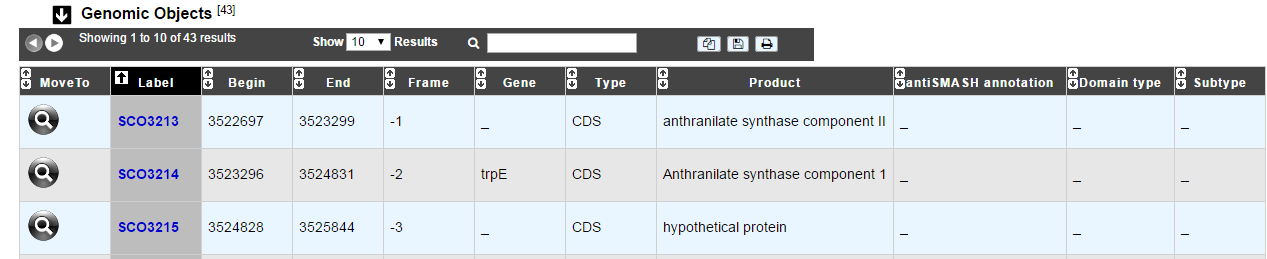 Genomic Objects [43]
Showing 1 to 10 of 43 results Show 10 Results
MoveTo Label Begin End Frame Gene Type Product antiSMASH annotation Domain type Subtype
SCO3213 3522697 3523299 -1 _ CDS anthranilate synthase component II _ _ _
SCO3214 3523296 3524831 -2 trpE CDS Anthranilate synthase component 1 _ _ _
SCO3215 3524828 3525844 -3 _ CDS hypothetical protein _ _ _